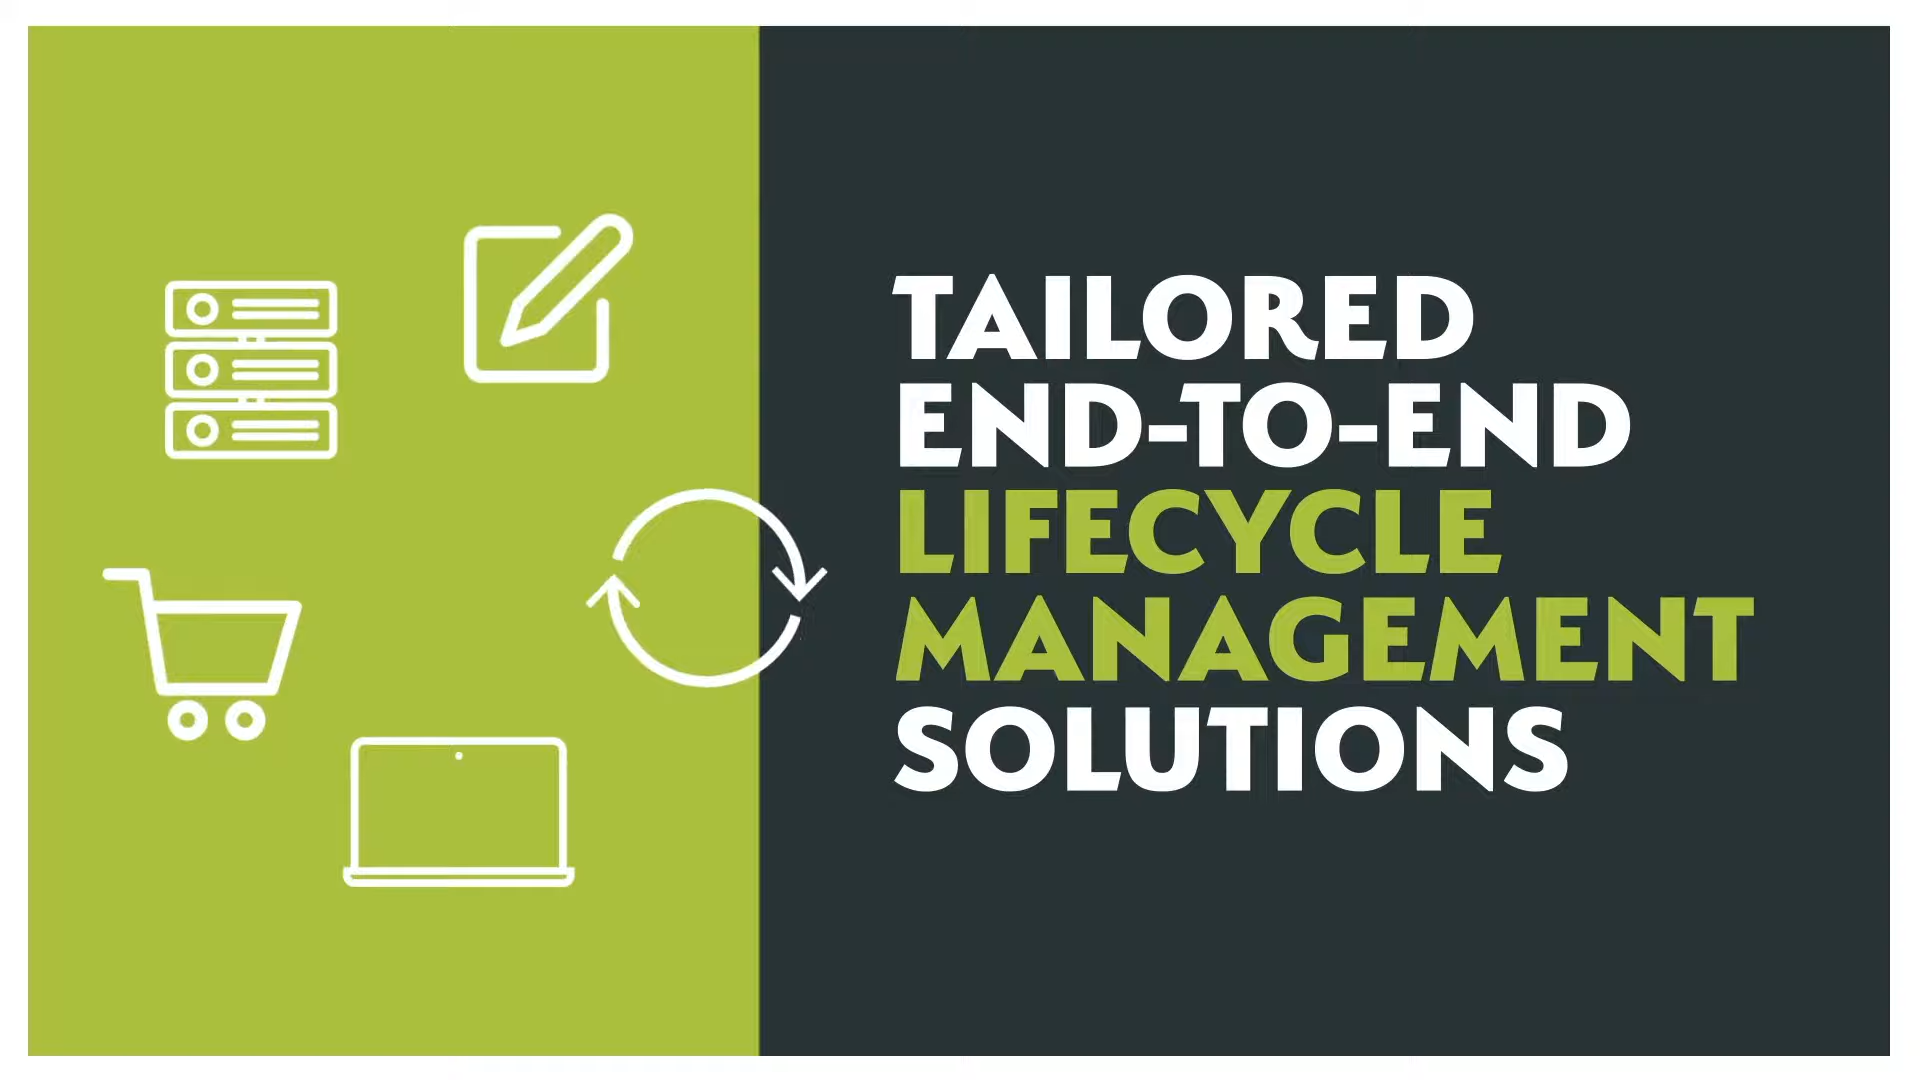 TAILORED
END-TO-END
LIFECYCLE
MANAGEMENT
SOLUTIONS